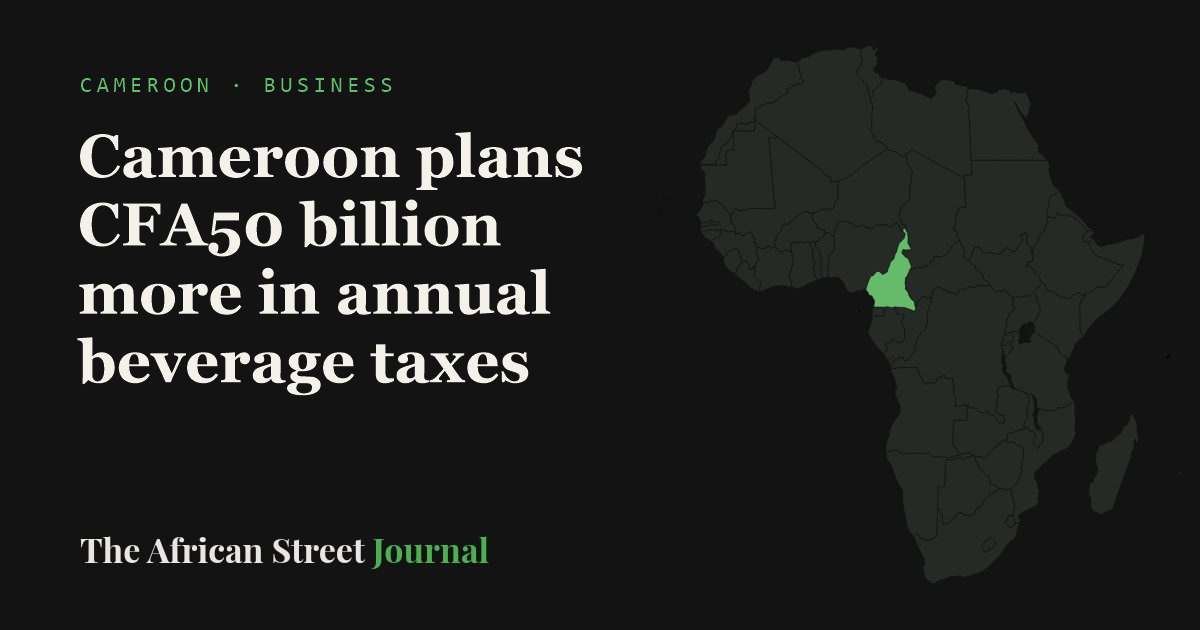 CAMEROON · BUSINESS
Cameroon plans
CFA50 billion
more in annual
beverage taxes
The African Street Journal